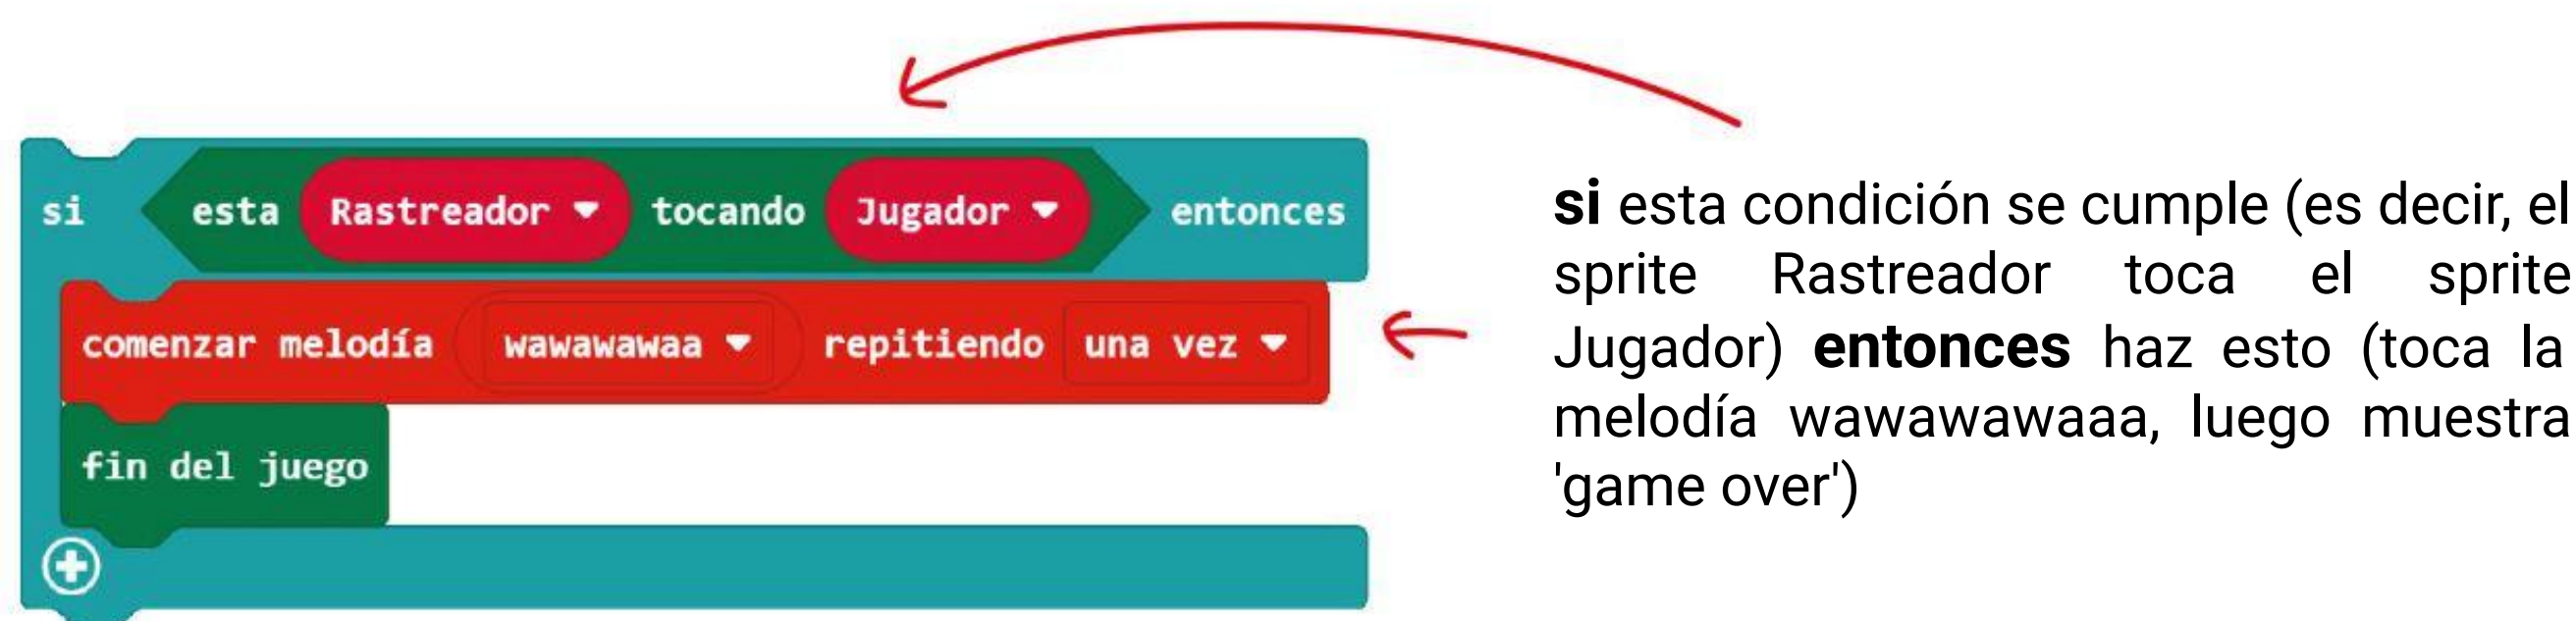 si esta Rastreador tocando Jugador entonces
comenzar melodía wawawawaa repitiendo una vez
fin del juego
si esta condición se cumple (es decir, el
sprite Rastreador toca el sprite
Jugador) entonces haz esto (toca la
melodía wawawawaaa, luego muestra
'game over')